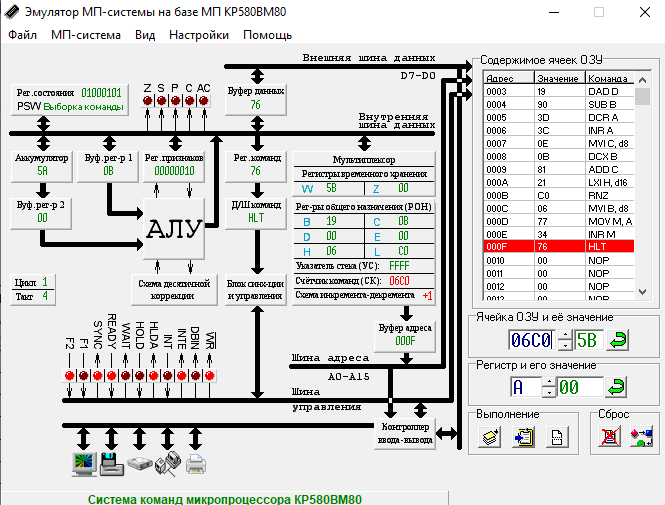 Эмулятор МП-системы на базе МП КР580ВМ80
Файл МП-система Вид Настройки Помощь
Внешняя шина данных
D7-D0
Рег.состояния 01000101
PSW Выборка команды
Z S P C AC
Буфер данных
76
Внутренняя
шина данных
Аккумулятор
5A
Буф.рег-р 1
0B
Рег.признаков
00000010
Рег.команд
76
Буф.рег-р 2
00
АЛУ
Д/Ш команд
HLT
Схема десятичной
коррекции
Блок синх-ции
и управления
Цикл 1
Такт 4
Мультиплексор
Регистры временного хранения
W 5B Z 00
Рег-ры общего назначения (РОН)
B 19 C 0B
D 00 E 00
H 06 L C0
Указатель стека (УС): FFFF
Счётчик команд (СК): 06C0
Схема инкремента-декремента +1
Буфер адреса
000F
Шина адреса
A0-A15
F2 F1 SYNC READY WAIT HOLD HLDA INT INTE DBIN WR
Шина
управления
Контроллер
ввода-вывода
Система команд микропроцессора КР580ВМ80
Содержимое ячеек ОЗУ
Адрес Значение Команда
0003 19 DAD D
0004 90 SUB B
0005 3D DCR A
0006 3C INR A
0007 0E MVI C, d8
0008 0B DCX B
0009 81 ADD C
000A 21 LXI H, d16
000B C0 RNZ
000C 06 MVI B, d8
000D 77 MOV M, A
000E 34 INR M
000F 76 HLT
0010 00 NOP
0011 00 NOP
0012 00 NOP
0013 00 NOP
Ячейка ОЗУ и её значение
06C0 5B
Регистр и его значение
A 00
Выполнение
Сброс